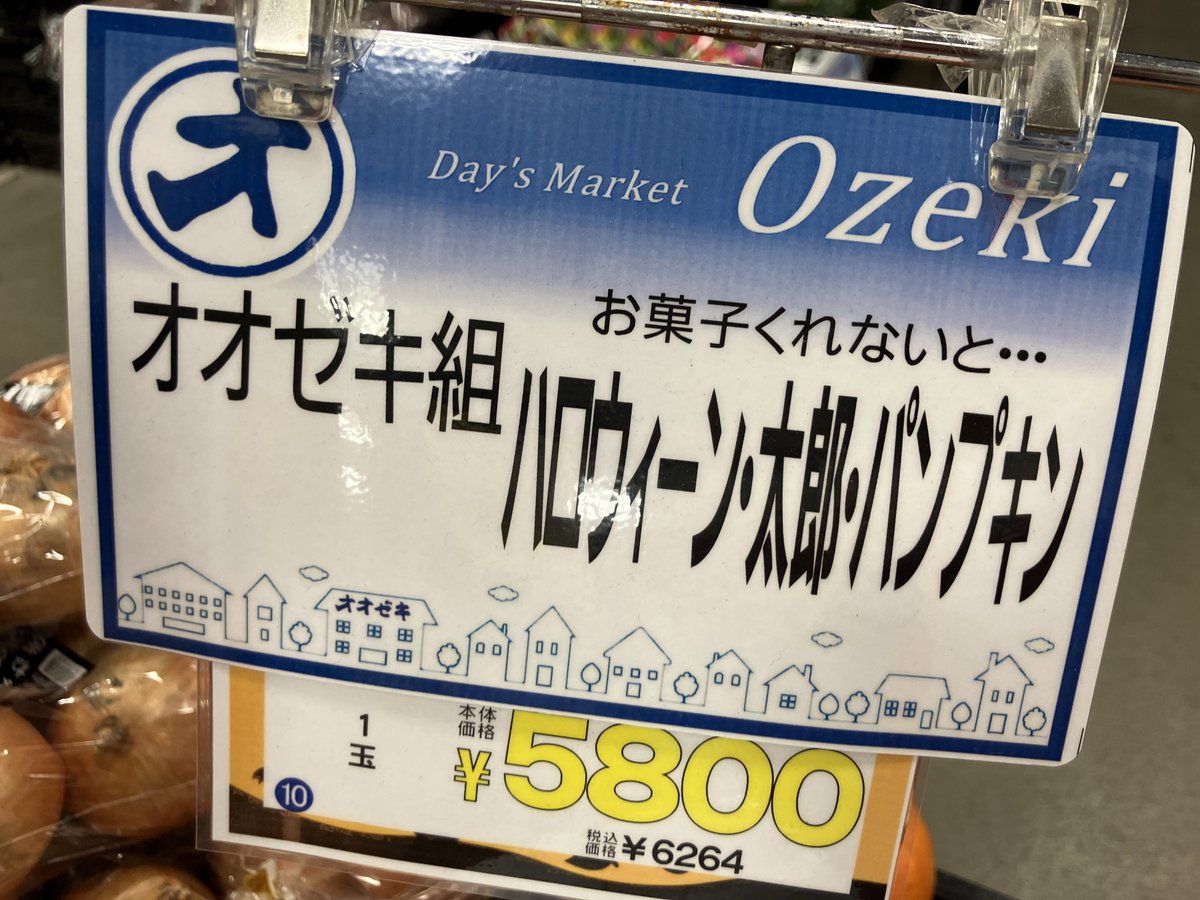 オ
Day's Market Ozeki
オオゼキ組
お菓子くれないと…
ハロウィーン・太郎・パンプキン
オオゼキ
1玉
本体価格 ¥5800
10
税込価格 ¥6264